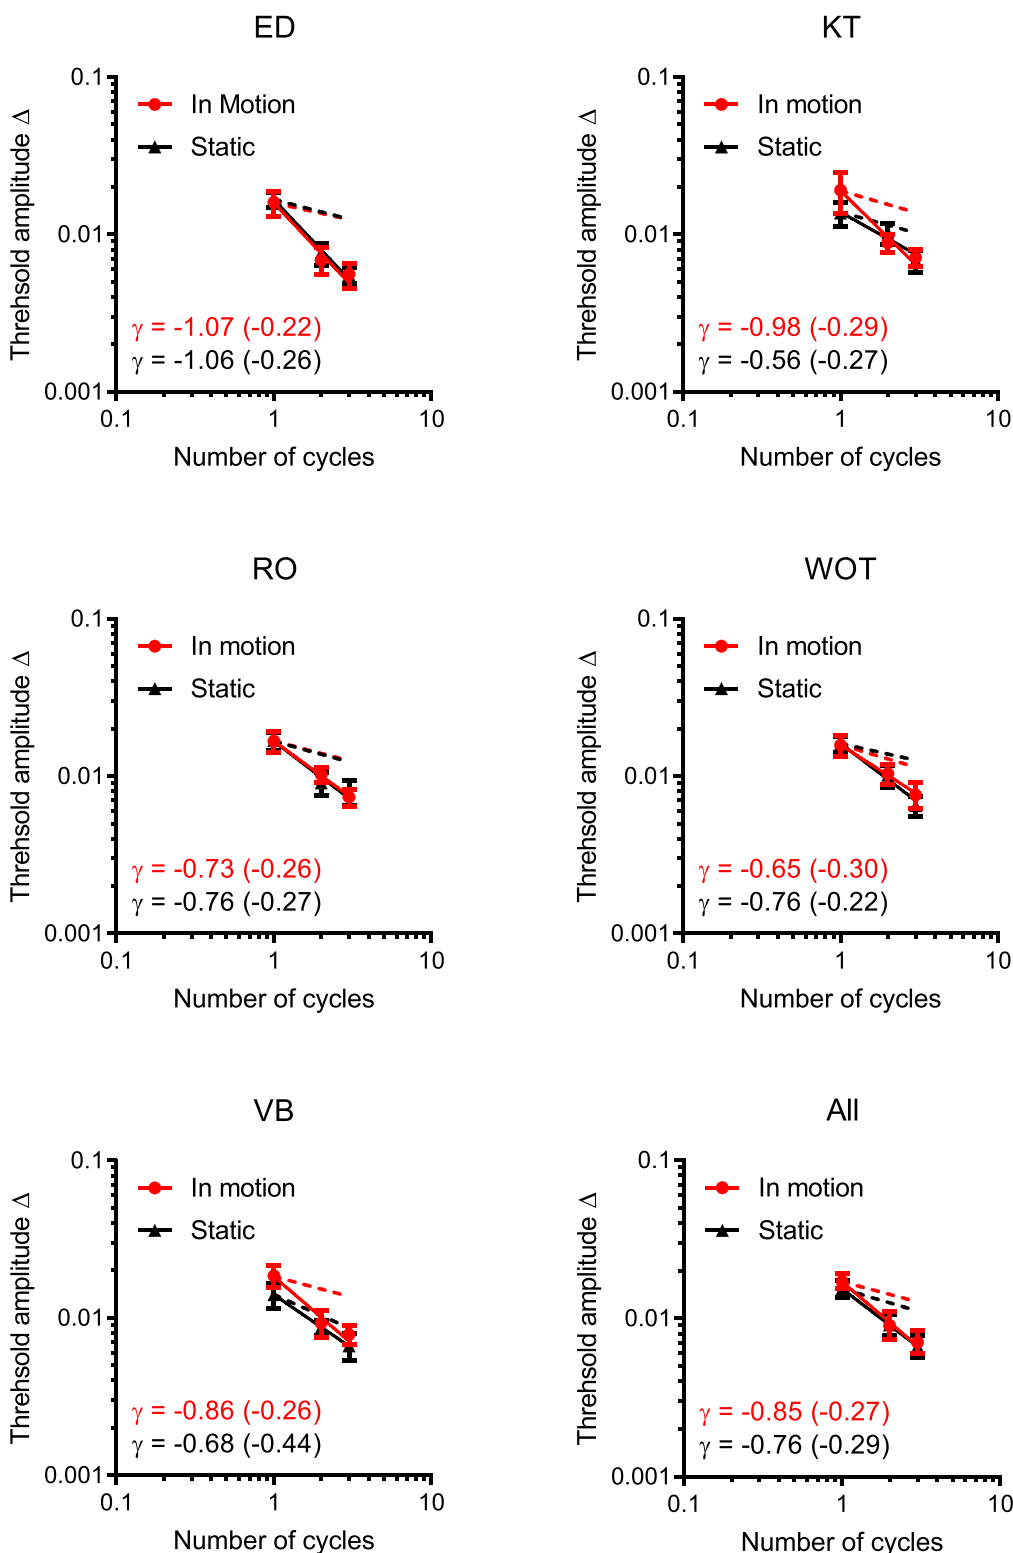 ED
0.1
In Motion
Static
0.01
γ = -1.07 (-0.22)
γ = -1.06 (-0.26)
0.001
0.1 1 10
Number of cycles
Threhsold amplitude Δ
KT
0.1
In motion
Static
0.01
γ = -0.98 (-0.29)
γ = -0.56 (-0.27)
0.001
0.1 1 10
Number of cycles
Threhsold amplitude Δ
RO
0.1
In motion
Static
0.01
γ = -0.73 (-0.26)
γ = -0.76 (-0.27)
0.001
0.1 1 10
Number of cycles
Threhsold amplitude Δ
WOT
0.1
In motion
Static
0.01
γ = -0.65 (-0.30)
γ = -0.76 (-0.22)
0.001
0.1 1 10
Number of cycles
Threhsold amplitude Δ
VB
0.1
In motion
Static
0.01
γ = -0.86 (-0.26)
γ = -0.68 (-0.44)
0.001
0.1 1 10
Number of cycles
Threhsold amplitude Δ
All
0.1
In motion
Static
0.01
γ = -0.85 (-0.27)
γ = -0.76 (-0.29)
0.001
0.1 1 10
Number of cycles
Threhsold amplitude Δ